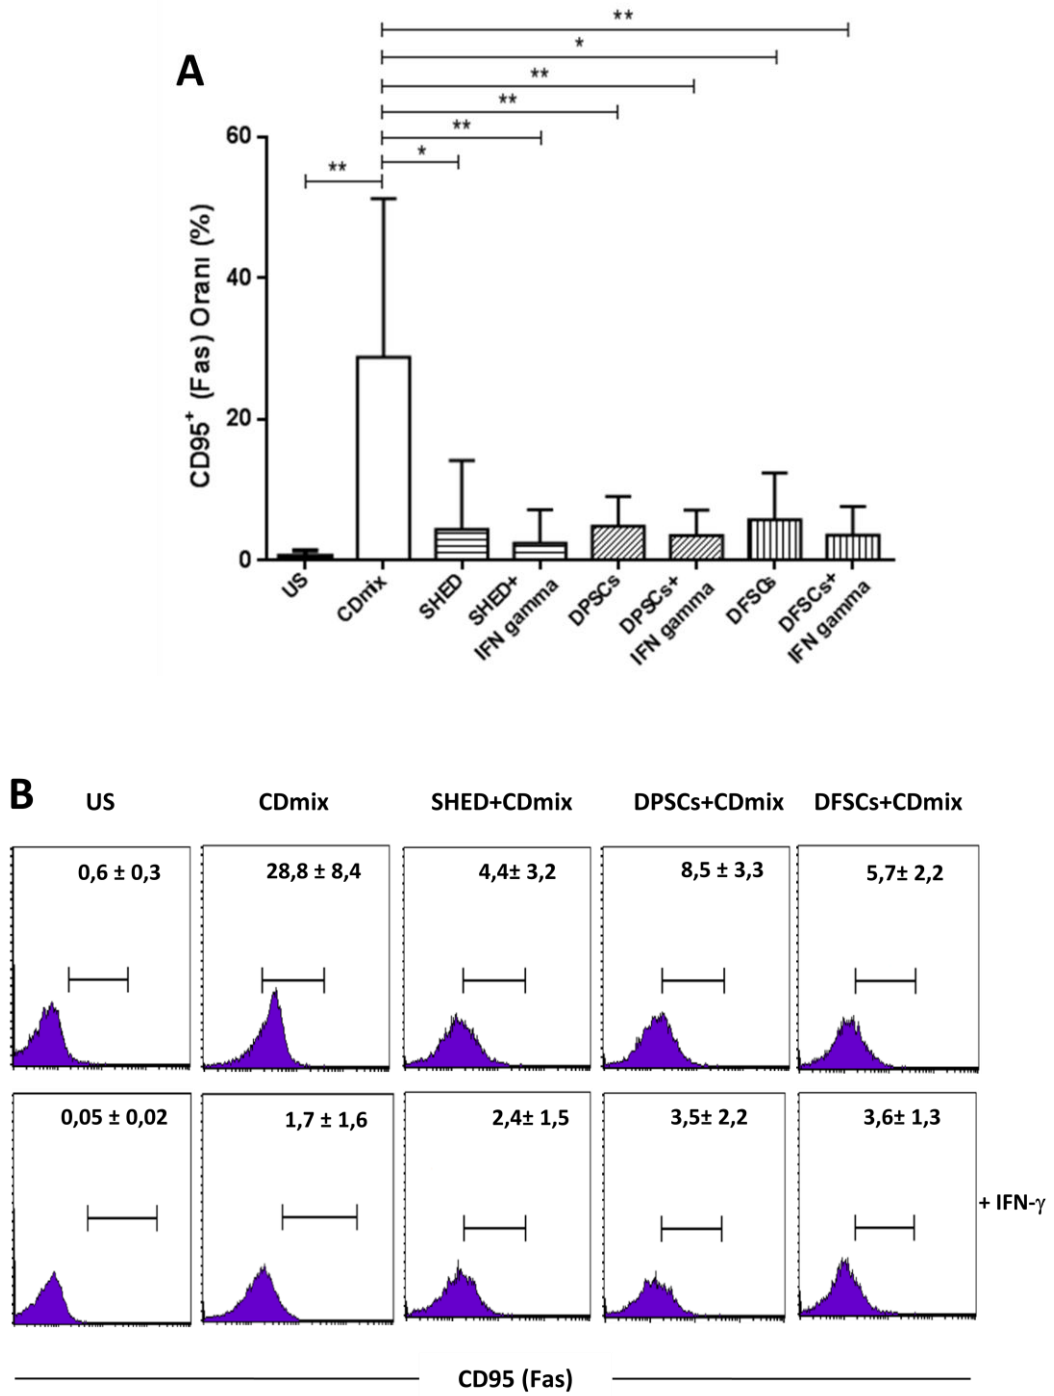 **
*
**
**
**
*
**
A
60
40
20
0
CD95+ (Fas) Oranı (%)
US
CDmix
SHED
SHED+
IFN gamma
DPSCs
DPSCs+
IFN gamma
DFSCs
DFSCs+
IFN gamma
B
US CDmix SHED+CDmix DPSCs+CDmix DFSCs+CDmix
0,6 ± 0,3 28,8 ± 8,4 4,4± 3,2 8,5 ± 3,3 5,7± 2,2
0,05 ± 0,02 1,7 ± 1,6 2,4± 1,5 3,5± 2,2 3,6± 1,3
+ IFN-γ
CD95 (Fas)